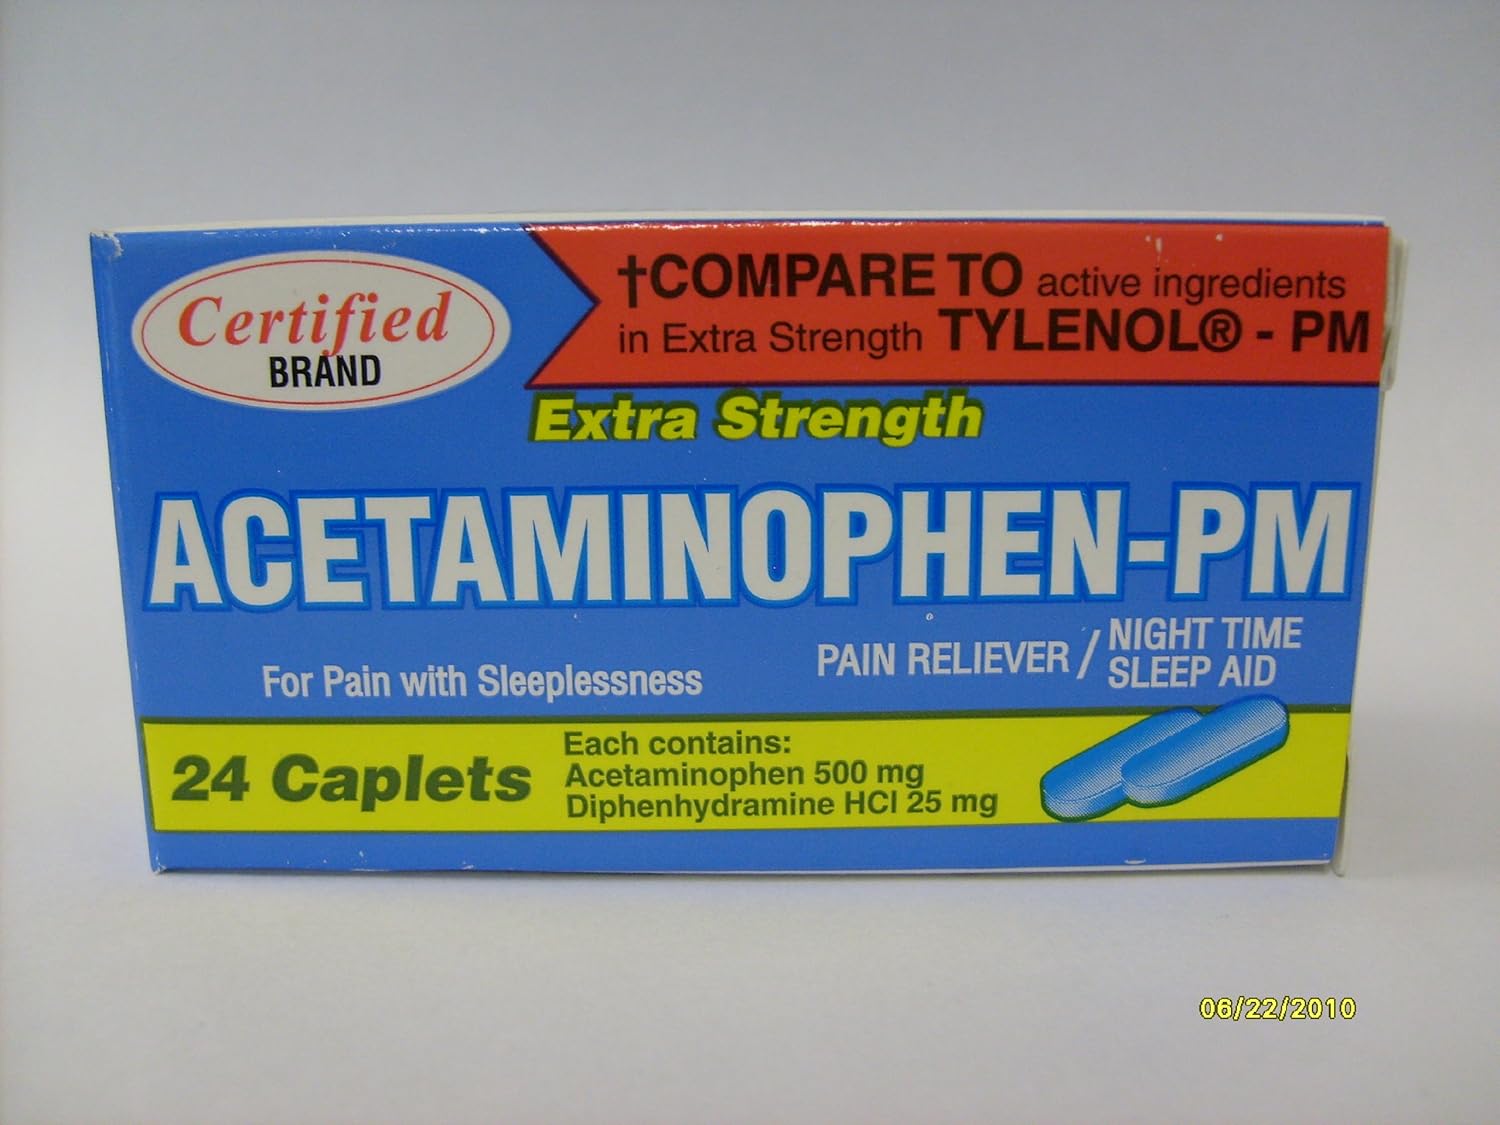 Certified
BRAND
†COMPARE TO active ingredients
in Extra Strength TYLENOL® - PM
Extra Strength
ACETAMINOPHEN-PM
For Pain with Sleeplessness
PAIN RELIEVER / NIGHT TIME
SLEEP AID
24 Caplets
Each contains:
Acetaminophen 500 mg
Diphenhydramine HCl 25 mg
06/22/2010